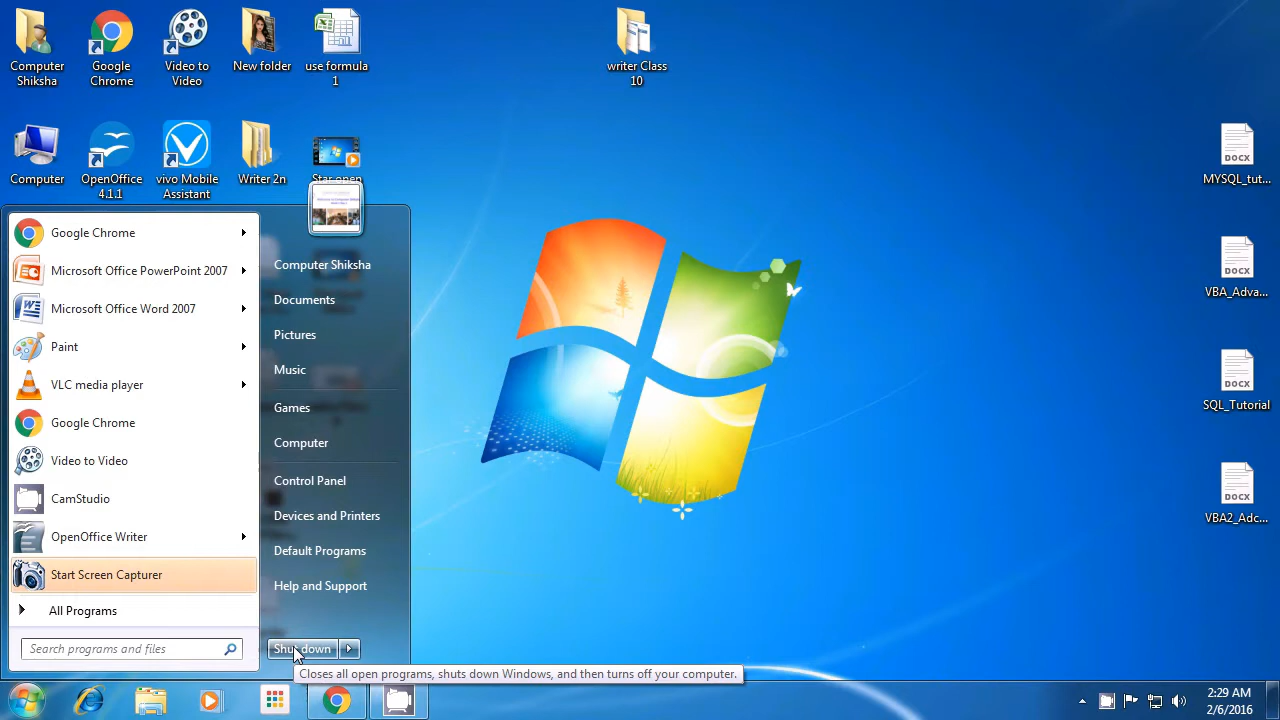 Computer
Shiksha
Google
Chrome
Video to
Video
New folder
use formula
1
writer Class
10
Computer
OpenOffice
4.1.1
vivo Mobile
Assistant
Writer 2n
Star open
DOCX
MYSQL_tut...
DOCX
VBA_Adva...
DOCX
SQL_Tutorial
DOCX
VBA2_Adc...
Google Chrome
Microsoft Office PowerPoint 2007
Microsoft Office Word 2007
Paint
VLC media player
Google Chrome
Video to Video
CamStudio
OpenOffice Writer
Start Screen Capturer
All Programs
Search programs and files
Computer Shiksha
Documents
Pictures
Music
Games
Computer
Control Panel
Devices and Printers
Default Programs
Help and Support
Shut down
Closes all open programs, shuts down Windows, and then turns off your computer.
2:29 AM
2/6/2016